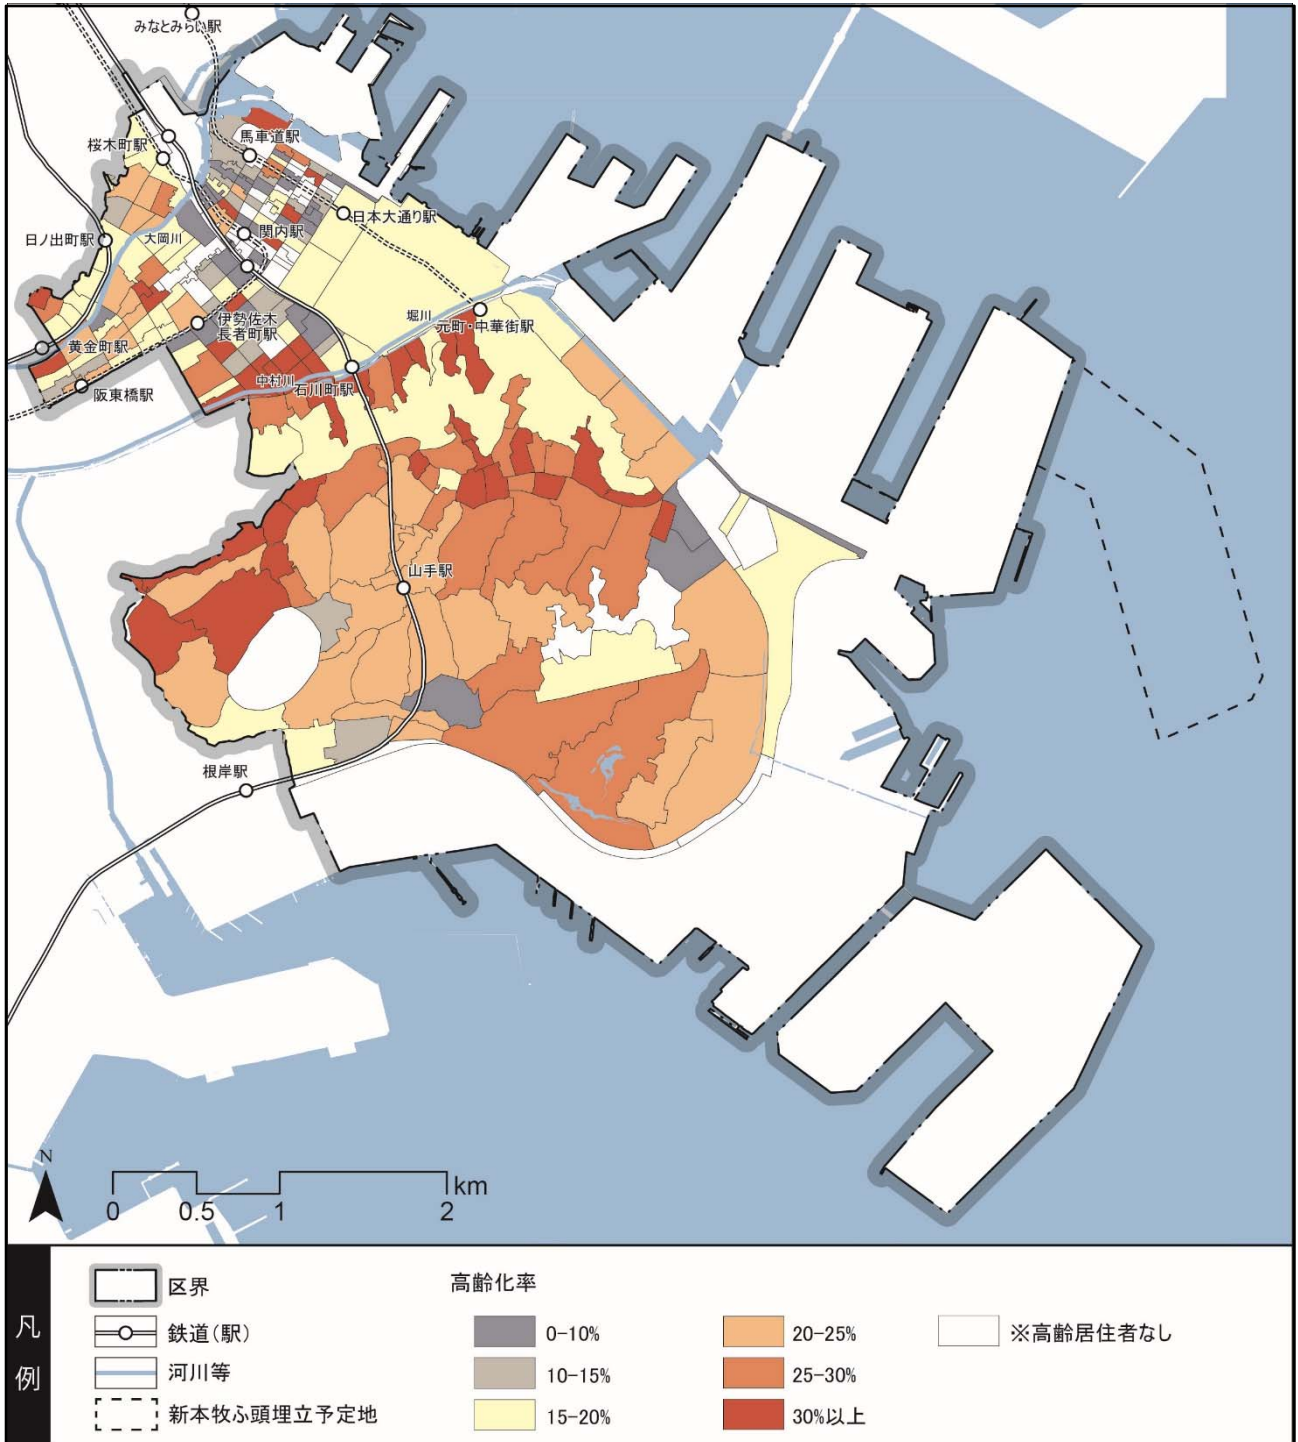 みなとみらい駅
桜木町駅
馬車道駅
日本大通り駅
日ノ出町駅
大岡川
関内駅
伊勢佐木
長者町駅
堀川
元町・中華街駅
黄金町駅
中村川
石川町駅
阪東橋駅
山手駅
根岸駅
N
0 0.5 1 2 km
凡例
区界
鉄道(駅)
河川等
新本牧ふ頭埋立予定地
高齢化率
0-10%
10-15%
15-20%
20-25%
25-30%
30%以上
※高齢居住者なし